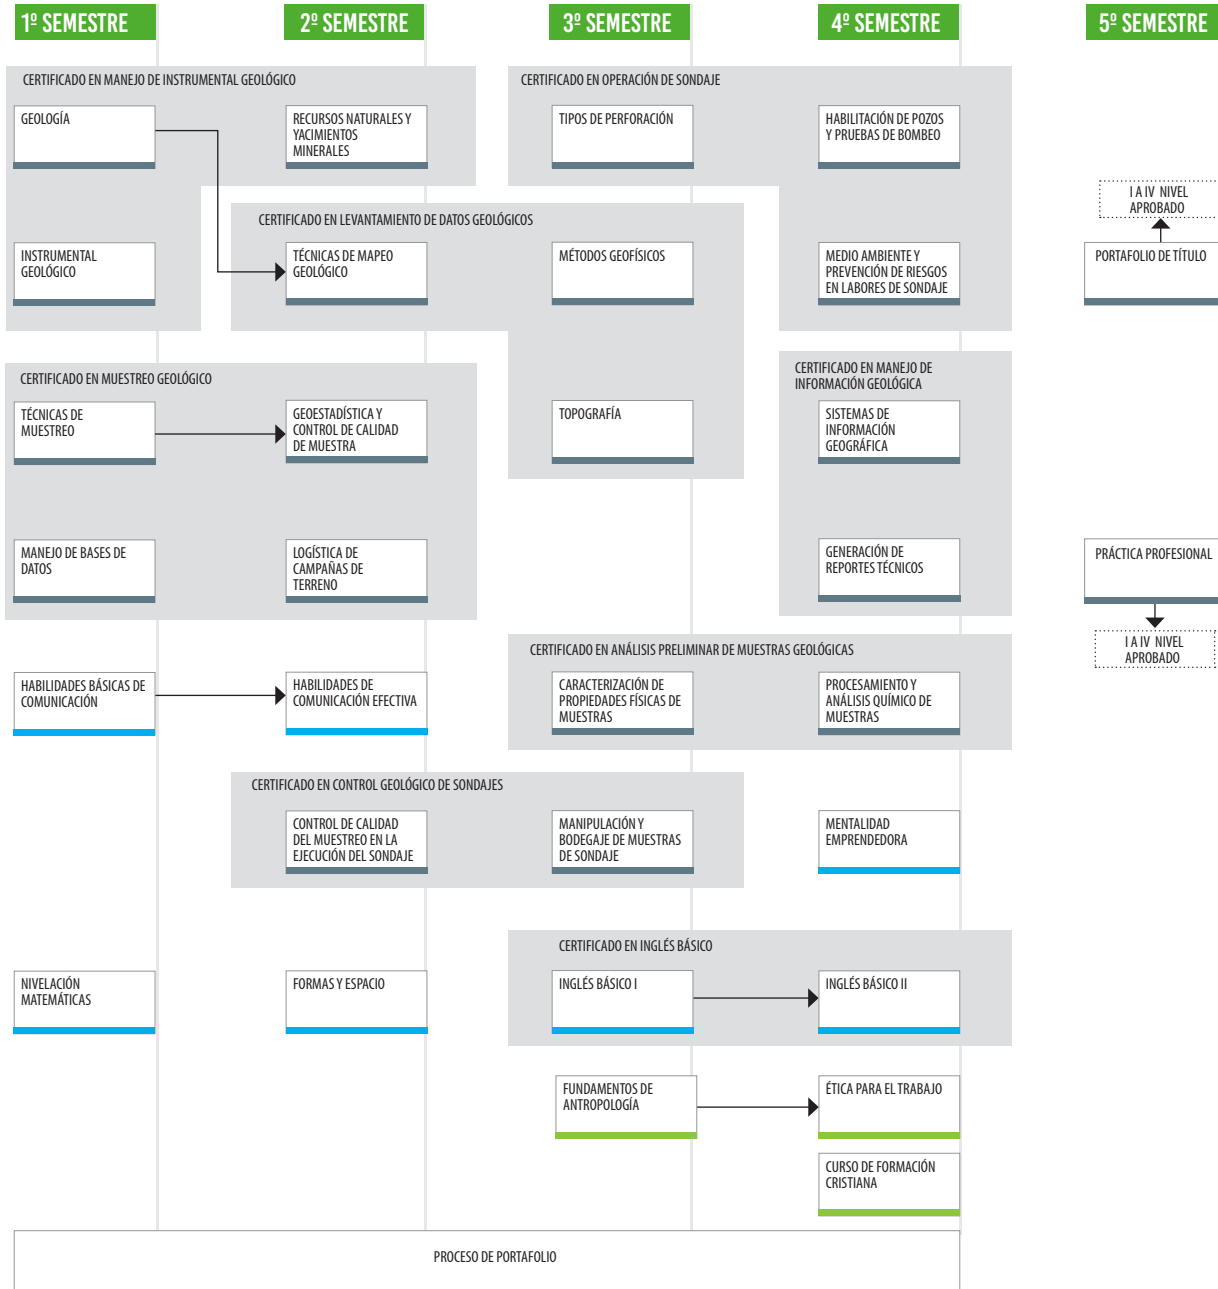 1º SEMESTRE
2º SEMESTRE
3º SEMESTRE
4º SEMESTRE
5º SEMESTRE
CERTIFICADO EN MANEJO DE INSTRUMENTAL GEOLÓGICO
CERTIFICADO EN OPERACIÓN DE SONDAJE
GEOLOGÍA
RECURSOS NATURALES Y
YACIMIENTOS
MINERALES
TIPOS DE PERFORACIÓN
HABILITACIÓN DE POZOS
Y PRUEBAS DE BOMBEO
I A IV NIVEL
APROBADO
CERTIFICADO EN LEVANTAMIENTO DE DATOS GEOLÓGICOS
INSTRUMENTAL
GEOLÓGICO
TÉCNICAS DE MAPEO
GEOLÓGICO
MÉTODOS GEOFÍSICOS
MEDIO AMBIENTE Y
PREVENCIÓN DE RIESGOS
EN LABORES DE SONDAJE
PORTAFOLIO DE TÍTULO
CERTIFICADO EN MUESTREO GEOLÓGICO
CERTIFICADO EN MANEJO DE
INFORMACIÓN GEOLÓGICA
TÉCNICAS DE
MUESTREO
GEOESTADÍSTICA Y
CONTROL DE CALIDAD
DE MUESTRA
TOPOGRAFÍA
SISTEMAS DE
INFORMACIÓN
GEOGRÁFICA
MANEJO DE BASES DE
DATOS
LOGÍSTICA DE
CAMPAÑAS DE
TERRENO
GENERACIÓN DE
REPORTES TÉCNICOS
PRÁCTICA PROFESIONAL
I A IV NIVEL
APROBADO
CERTIFICADO EN ANÁLISIS PRELIMINAR DE MUESTRAS GEOLÓGICAS
HABILIDADES BÁSICAS DE
COMUNICACIÓN
HABILIDADES DE
COMUNICACIÓN EFECTIVA
CARACTERIZACIÓN DE
PROPIEDADES FÍSICAS DE
MUESTRAS
PROCESAMIENTO Y
ANÁLISIS QUÍMICO DE
MUESTRAS
CERTIFICADO EN CONTROL GEOLÓGICO DE SONDAJES
CONTROL DE CALIDAD
DEL MUESTREO EN LA
EJECUCIÓN DEL SONDAJE
MANIPULACIÓN Y
BODEGAJE DE MUESTRAS
DE SONDAJE
MENTALIDAD
EMPRENDEDORA
CERTIFICADO EN INGLÉS BÁSICO
NIVELACIÓN
MATEMÁTICAS
FORMAS Y ESPACIO
INGLÉS BÁSICO I
INGLÉS BÁSICO II
FUNDAMENTOS DE
ANTROPOLOGÍA
ÉTICA PARA EL TRABAJO
CURSO DE FORMACIÓN
CRISTIANA
PROCESO DE PORTAFOLIO